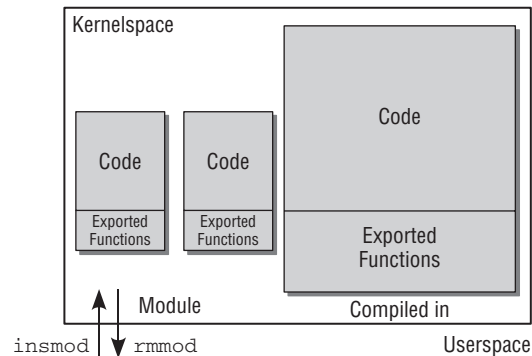 Kernelspace
Code
Code
Code
Exported
Functions
Exported
Functions
Exported
Functions
Module
Compiled in
insmod
rmmod
Userspace